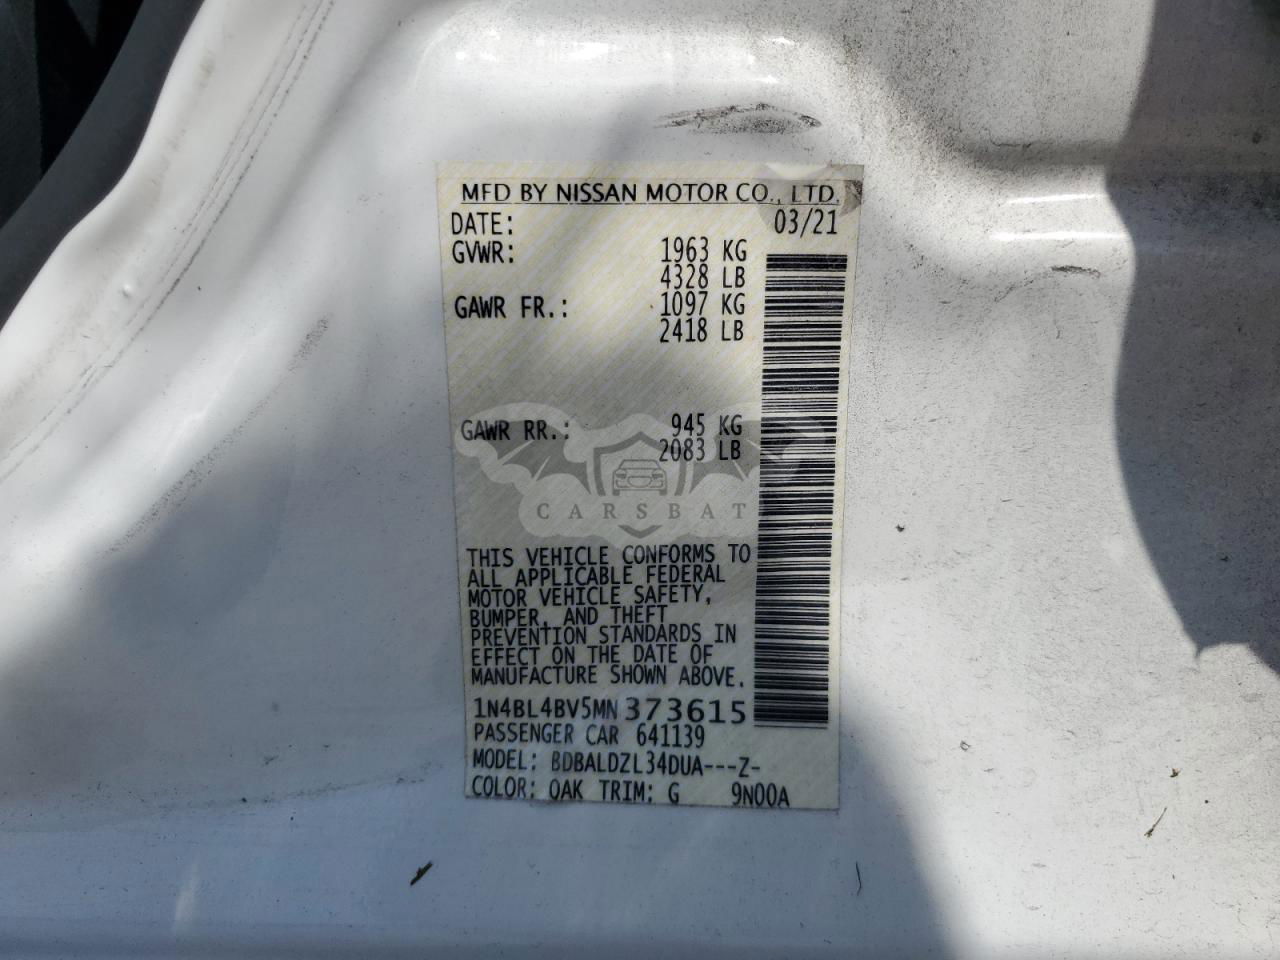 MFD BY NISSAN MOTOR CO., LTD.
DATE: 03/21
GVWR: 1963 KG
4328 LB
GAWR FR.: 1097 KG
2418 LB
GAWR RR.: 945 KG
2083 LB
CARSBAT
THIS VEHICLE CONFORMS TO
ALL APPLICABLE FEDERAL
MOTOR VEHICLE SAFETY,
BUMPER, AND THEFT
PREVENTION STANDARDS IN
EFFECT ON THE DATE OF
MANUFACTURE SHOWN ABOVE.
1N4BL4BV5MN373615
PASSENGER CAR 641139
MODEL: BDBALDZL34DUA---Z-
COLOR: QAK TRIM: G 9N00A